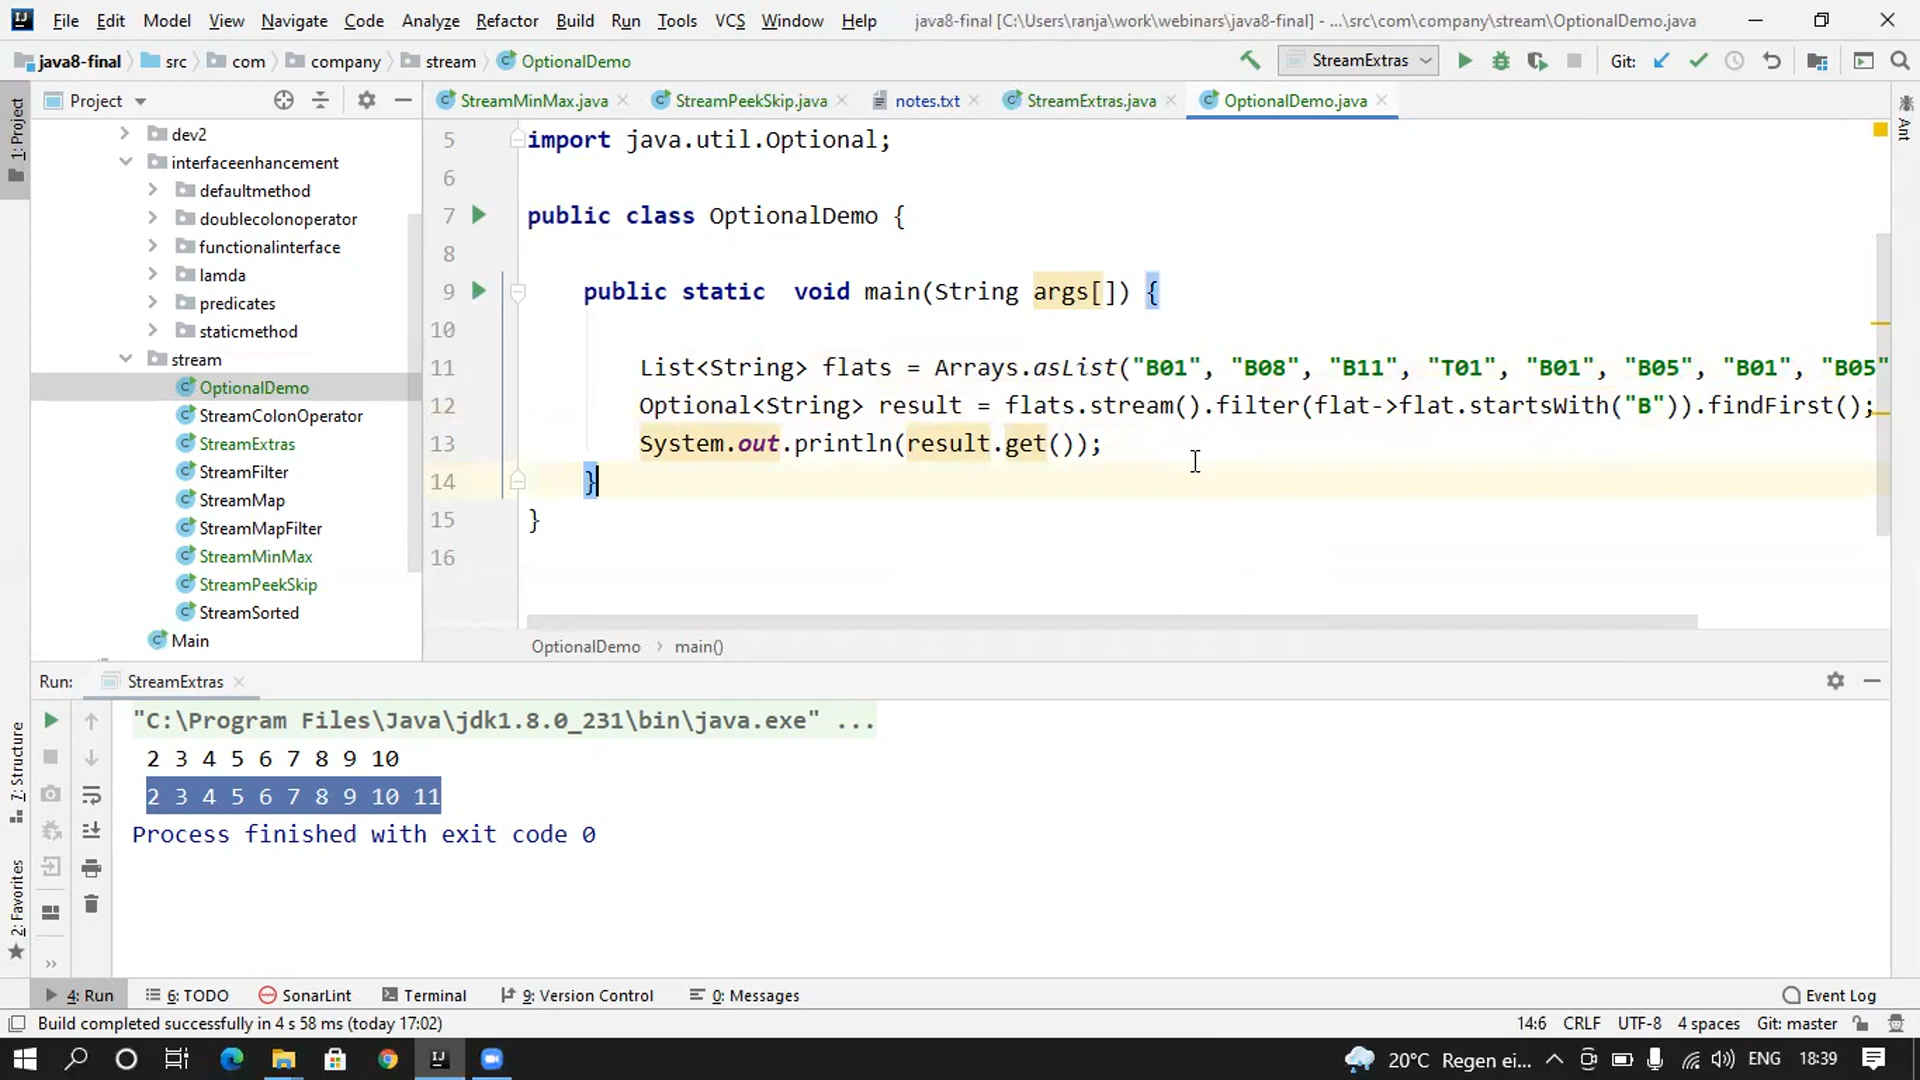 File Edit Model View Navigate Code Analyze Refactor Build Run Tools VCS Window Help java8-final [C:\Users\ranja\work\webinars\java8-final] - ...\src\com\company\stream\OptionalDemo.java
java8-final src com company stream OptionalDemo StreamExtras Git:
Project StreamMinMax.java StreamPeekSkip.java notes.txt StreamExtras.java OptionalDemo.java
1: Project
Ant
dev2
interfaceenhancement
defaultmethod
doublecolonoperator
functionalinterface
lamda
predicates
staticmethod
stream
OptionalDemo
StreamColonOperator
StreamExtras
StreamFilter
StreamMap
StreamMapFilter
StreamMinMax
StreamPeekSkip
StreamSorted
Main
5 import java.util.Optional;
6
7 public class OptionalDemo {
8
9 public static  void main(String args[]) {
10
11 List<String> flats = Arrays.asList("B01", "B08", "B11", "T01", "B01", "B05", "B01", "B05"
12 Optional<String> result = flats.stream().filter(flat->flat.startsWith("B")).findFirst();
13 System.out.println(result.get());
14 }
15 }
16
OptionalDemo main()
Run: StreamExtras
"C:\Program Files\Java\jdk1.8.0_231\bin\java.exe" ...
2 3 4 5 6 7 8 9 10
2 3 4 5 6 7 8 9 10 11
Process finished with exit code 0
7: Structure
2: Favorites
4: Run 6: TODO SonarLint Terminal 9: Version Control 0: Messages Event Log
Build completed successfully in 4 s 58 ms (today 17:02) 14:6 CRLF UTF-8 4 spaces Git: master
20°C Regen ei... ENG 18:39